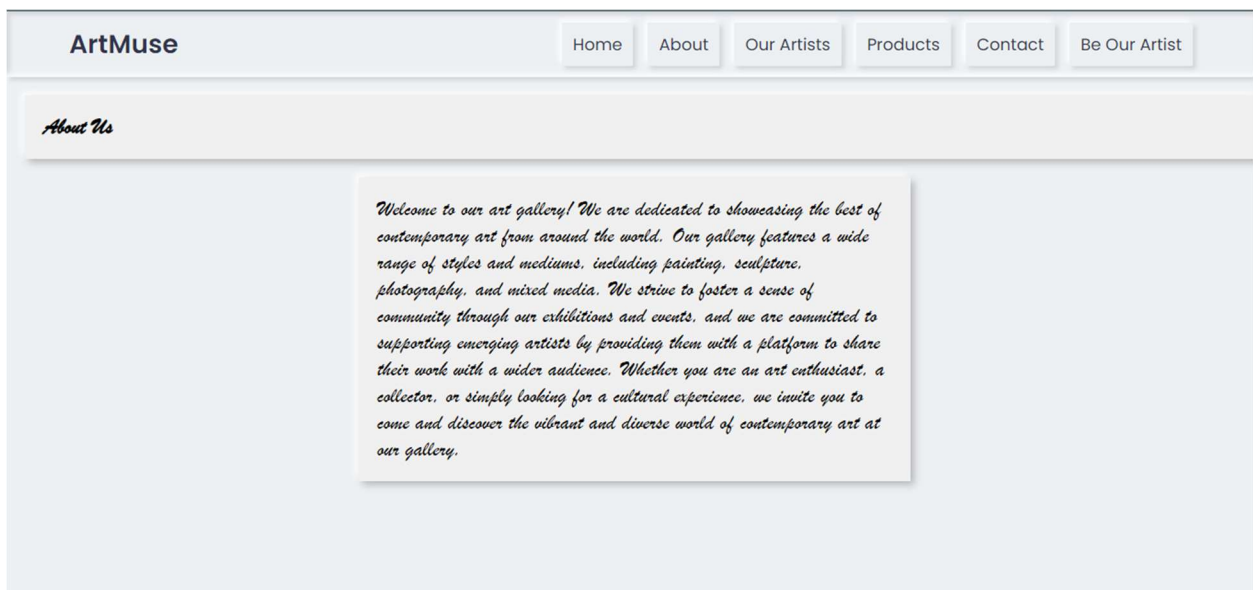 ArtMuse
Home About Our Artists Products Contact Be Our Artist
About Us
Welcome to our art gallery! We are dedicated to showcasing the best of
contemporary art from around the world. Our gallery features a wide
range of styles and mediums, including painting, sculpture,
photography, and mixed media. We strive to foster a sense of
community through our exhibitions and events, and we are committed to
supporting emerging artists by providing them with a platform to share
their work with a wider audience. Whether you are an art enthusiast, a
collector, or simply looking for a cultural experience, we invite you to
come and discover the vibrant and diverse world of contemporary art at
our gallery.